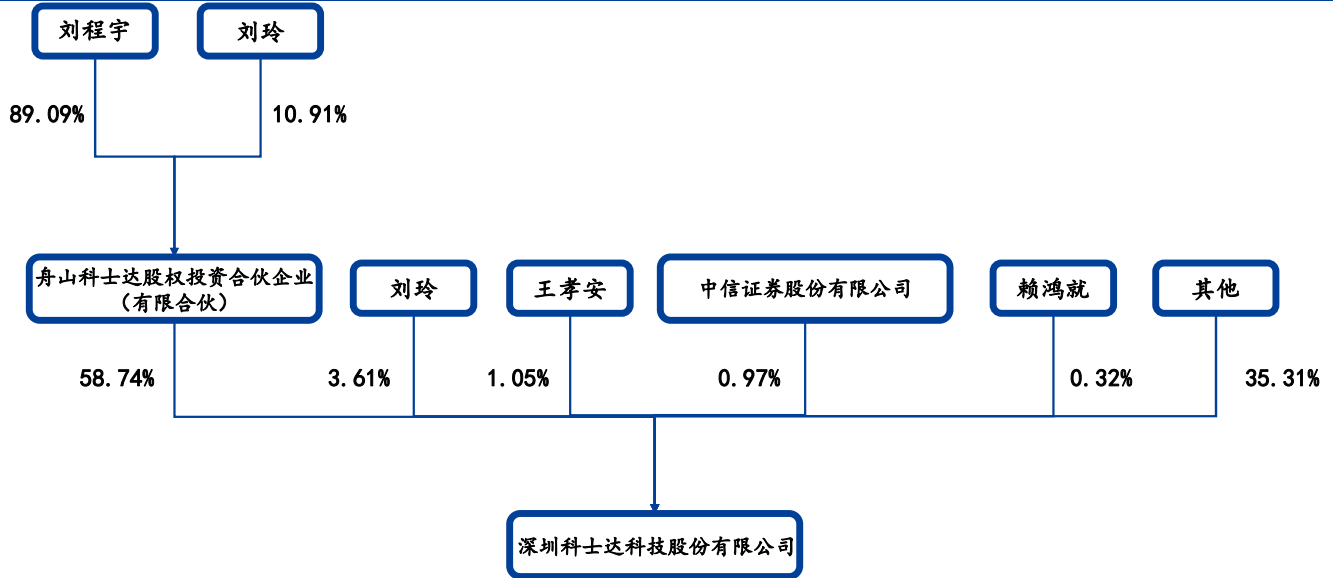 刘程宇
刘玲
89.09%
10.91%
舟山科士达股权投资合伙企业
（有限合伙）
刘玲
王孝安
中信证券股份有限公司
赖鸿就
其他
58.74%
3.61%
1.05%
0.97%
0.32%
35.31%
深圳科士达科技股份有限公司